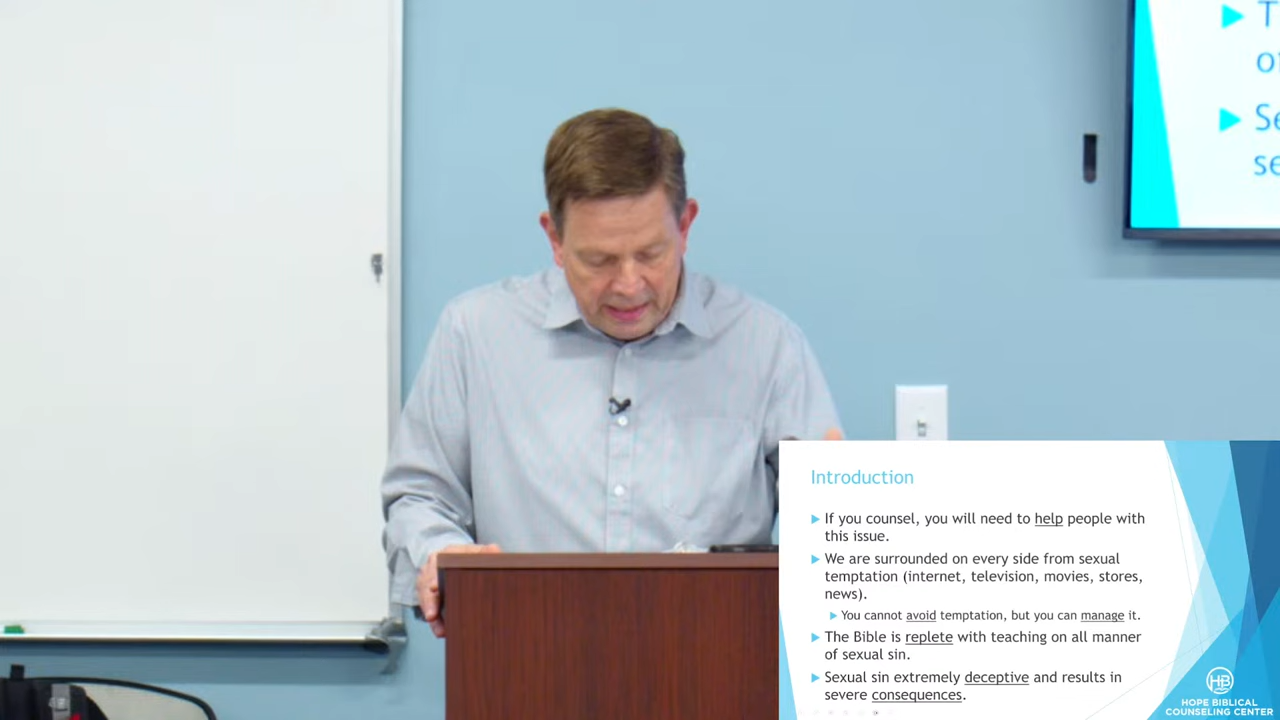 T
o
Se
se
Introduction
If you counsel, you will need to help people with
this issue.
We are surrounded on every side from sexual
temptation (internet, television, movies, stores,
news).
You cannot avoid temptation, but you can manage it.
The Bible is replete with teaching on all manner
of sexual sin.
Sexual sin extremely deceptive and results in
severe consequences.
HB
HOPE BIBLICAL
COUNSELING CENTER